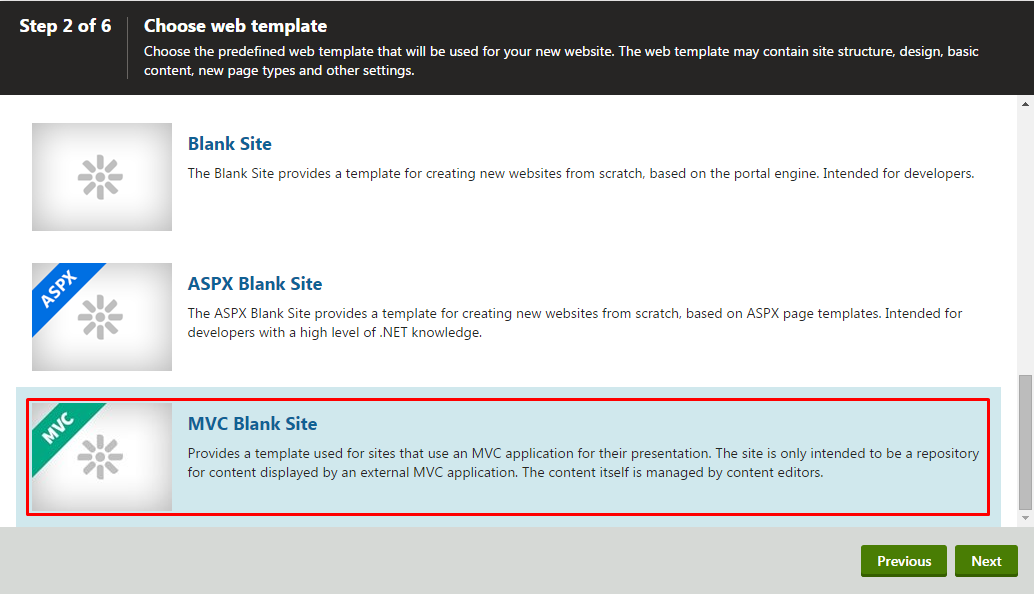 Step 2 of 6
Choose web template
Choose the predefined web template that will be used for your new website. The web template may contain site structure, design, basic
content, new page types and other settings.
Blank Site
The Blank Site provides a template for creating new websites from scratch, based on the portal engine. Intended for developers.
ASPX
ASPX Blank Site
The ASPX Blank Site provides a template for creating new websites from scratch, based on ASPX page templates. Intended for
developers with a high level of .NET knowledge.
MVC
MVC Blank Site
Provides a template used for sites that use an MVC application for their presentation. The site is only intended to be a repository
for content displayed by an external MVC application. The content itself is managed by content editors.
Previous
Next